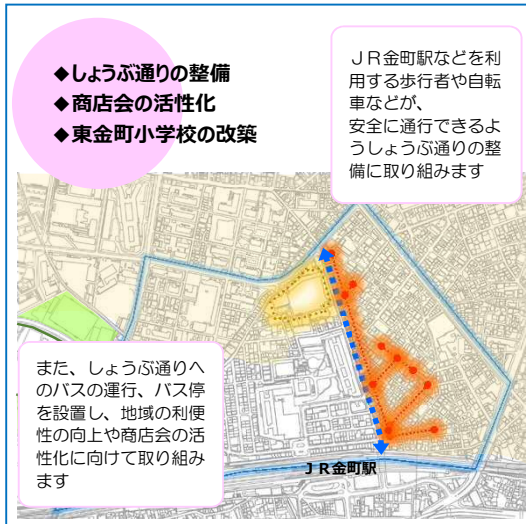 ◆しょうぶ通りの整備
◆商店会の活性化
◆東金町小学校の改築
ＪＲ金町駅などを利
用する歩行者や自転
車などが、
安全に通行できるよ
うしょうぶ通りの整
備に取り組みます
また、しょうぶ通りへ
のバスの運行、バス停
を設置し、地域の利便
性の向上や商店会の活
性化に向けて取り組み
ます
ＪＲ金町駅